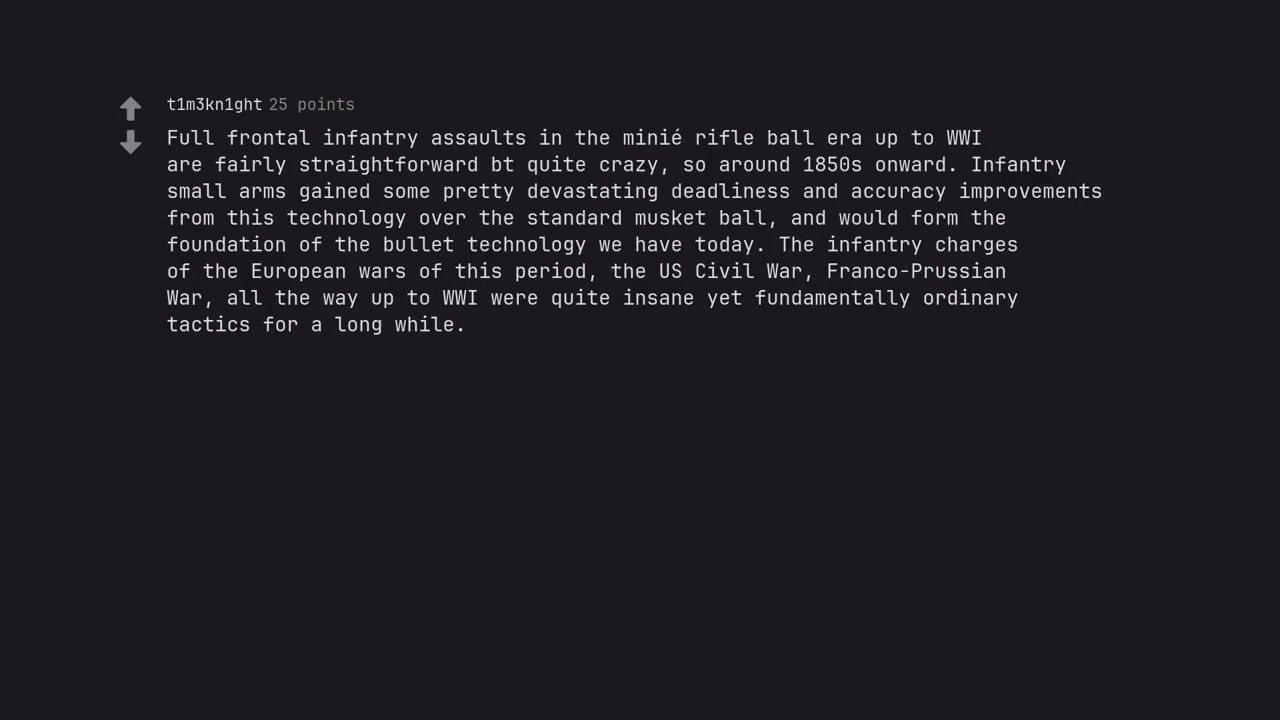 t1m3kn1ght 25 points
Full frontal infantry assaults in the minié rifle ball era up to WWI
are fairly straightforward bt quite crazy, so around 1850s onward. Infantry
small arms gained some pretty devastating deadliness and accuracy improvements
from this technology over the standard musket ball, and would form the
foundation of the bullet technology we have today. The infantry charges
of the European wars of this period, the US Civil War, Franco-Prussian
War, all the way up to WWI were quite insane yet fundamentally ordinary
tactics for a long while.